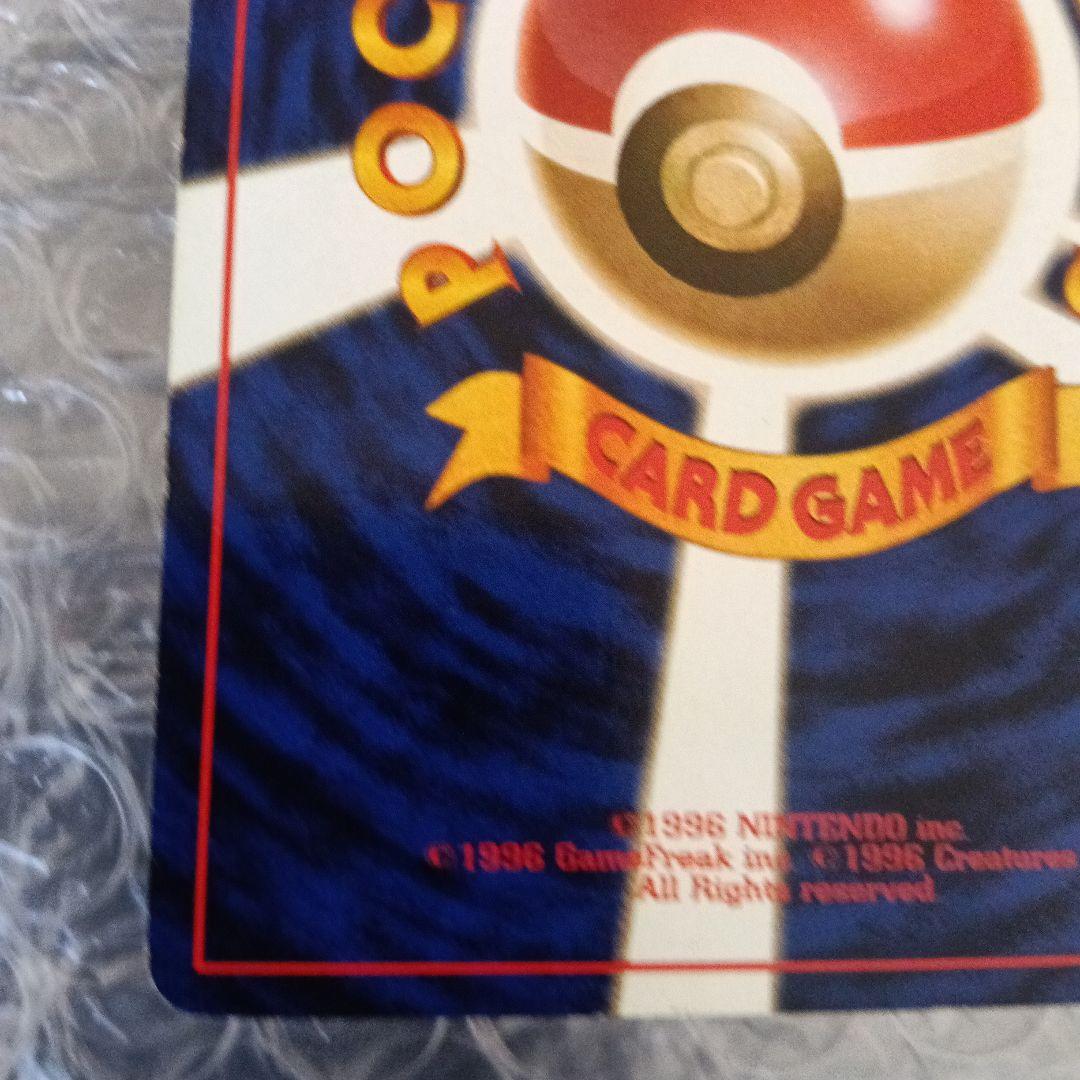 POC
CARD GAME
©1996 NINTENDO inc.
©1996 GameFreak inc. ©1996 Creatures
All Rights reserved.